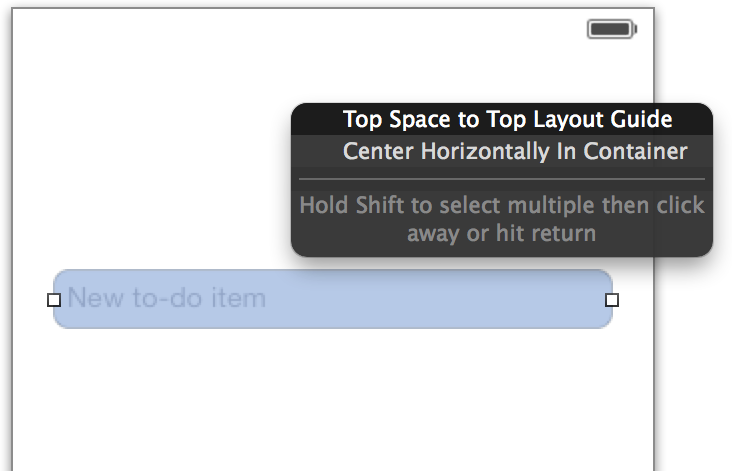 Top Space to Top Layout Guide
Center Horizontally In Container
Hold Shift to select multiple then click
away or hit return
New to-do item